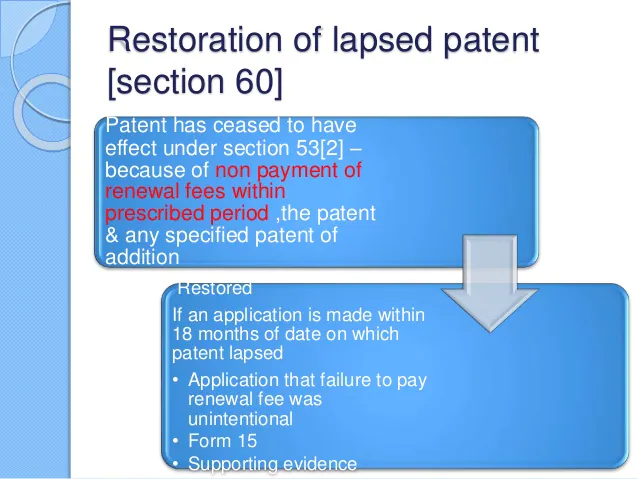 Restoration of lapsed patent
[section 60]
Patent has ceased to have
effect under section 53[2] –
because of non payment of
renewal fees within
prescribed period ,the patent
& any specified patent of
addition
Restored
If an application is made within
18 months of date on which
patent lapsed
• Application that failure to pay
renewal fee was
unintentional
• Form 15
• Supporting evidence